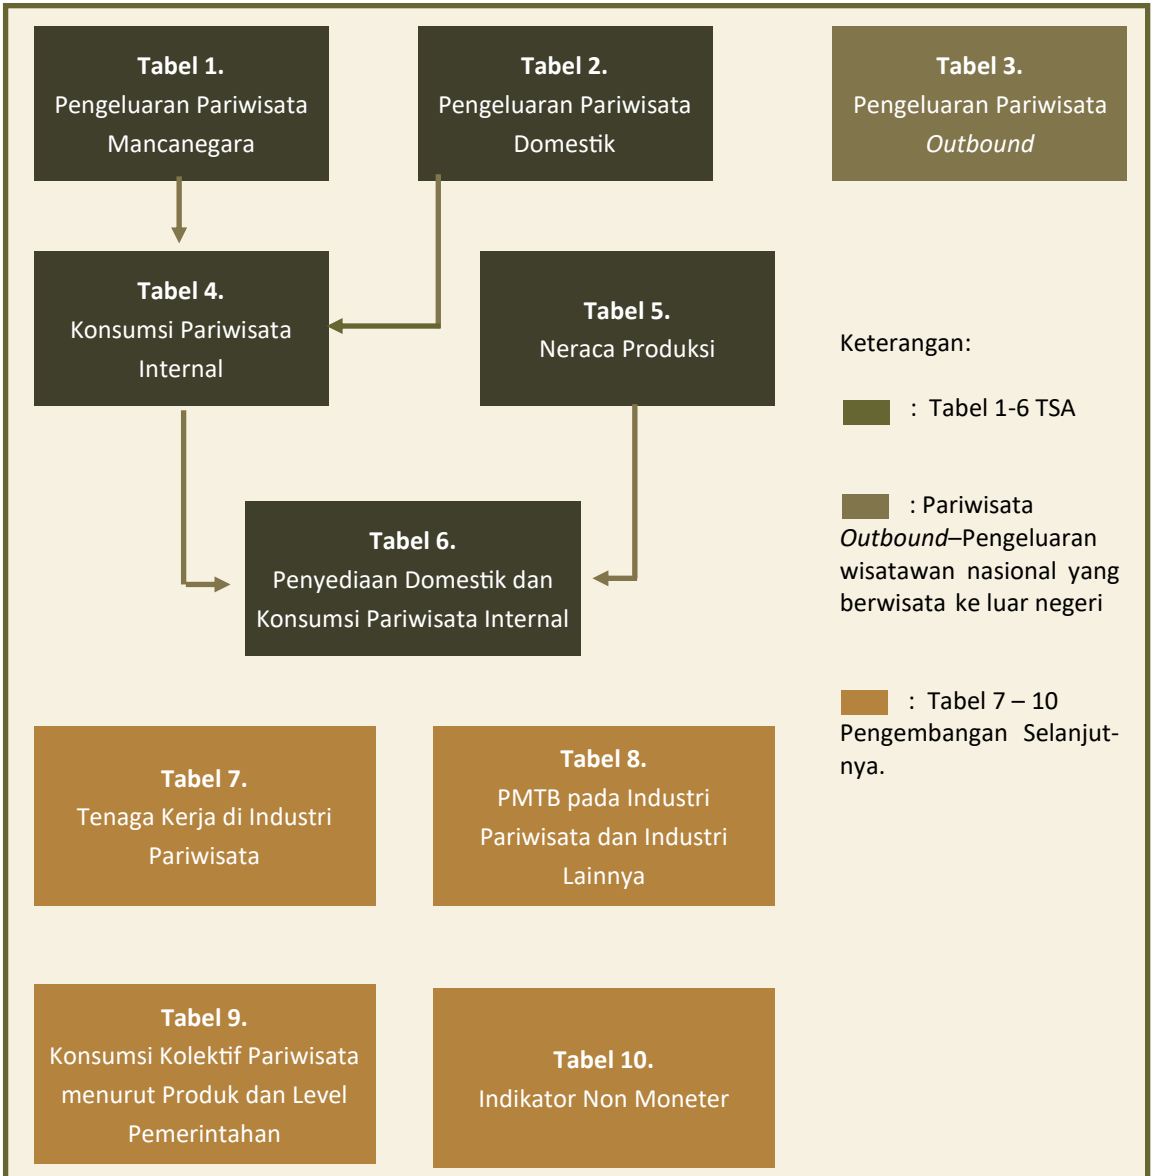 Tabel 1.
Pengeluaran Pariwisata
Mancanegara
Tabel 2.
Pengeluaran Pariwisata
Domestik
Tabel 3.
Pengeluaran Pariwisata
Outbound
Tabel 4.
Konsumsi Pariwisata
Internal
Tabel 5.
Neraca Produksi
Tabel 6.
Penyediaan Domestik dan
Konsumsi Pariwisata Internal
Keterangan:
: Tabel 1-6 TSA
: Pariwisata
Outbound–Pengeluaran
wisatawan nasional yang
berwisata ke luar negeri
: Tabel 7 – 10
Pengembangan Selanjut-
nya.
Tabel 7.
Tenaga Kerja di Industri
Pariwisata
Tabel 8.
PMTB pada Industri
Pariwisata dan Industri
Lainnya
Tabel 9.
Konsumsi Kolektif Pariwisata
menurut Produk dan Level
Pemerintahan
Tabel 10.
Indikator Non Moneter